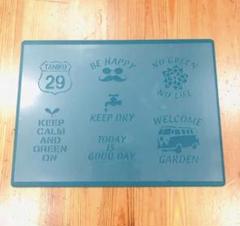 TANIKU
29
BE HAPPY
NO GREEN
NO LIFE
KEEP
CALM
AND
GREEN
ON
KEEP DRY
TODAY
IS
GOOD DAY
WELCOME
GARDEN